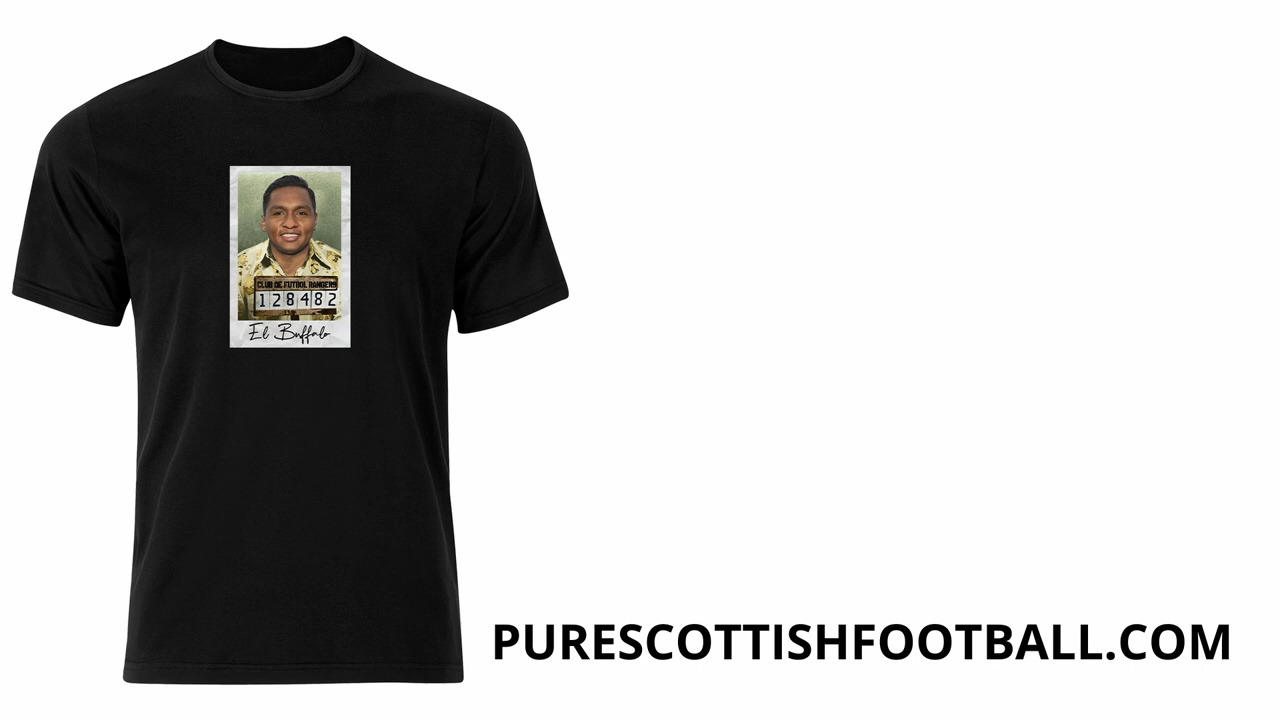 CLUB DE FUTBOL RANGERS
128482
El Buffalo
PURESCOTTISHFOOTBALL.COM